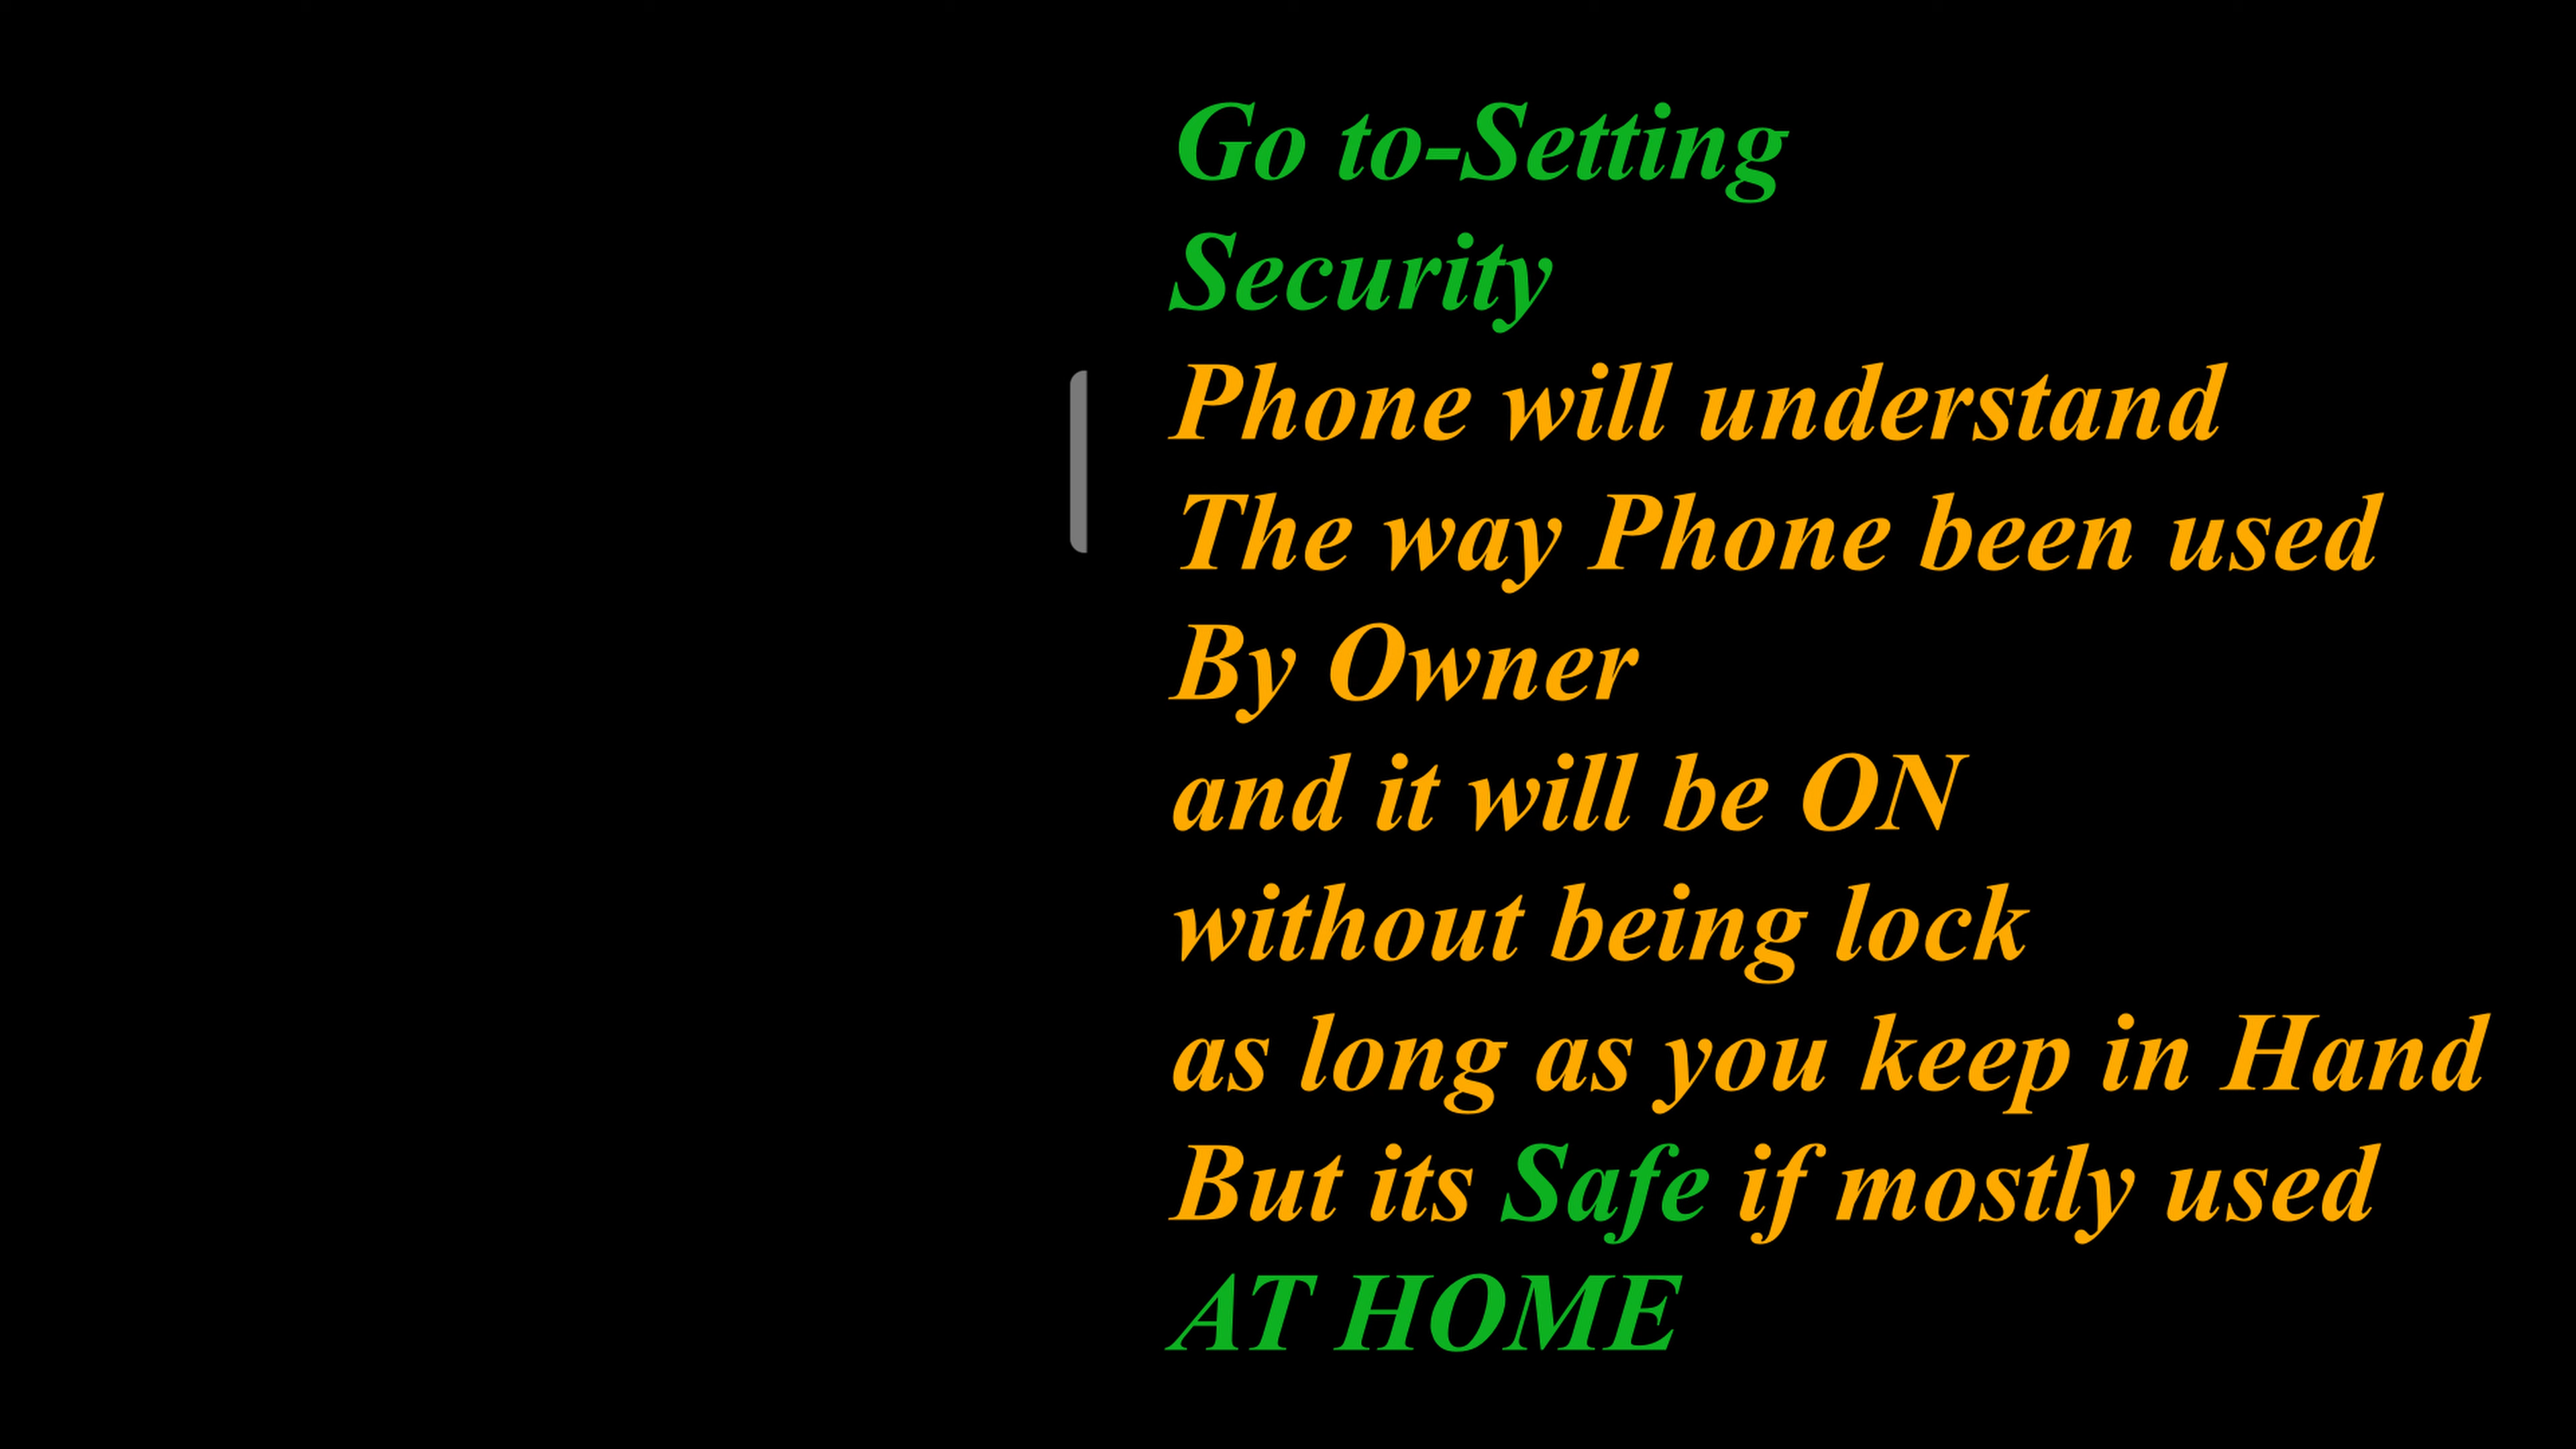 Go to-Setting
Security
Phone will understand
The way Phone been used
By Owner
and it will be ON
without being lock
as long as you keep in Hand
But its Safe if mostly used
AT HOME